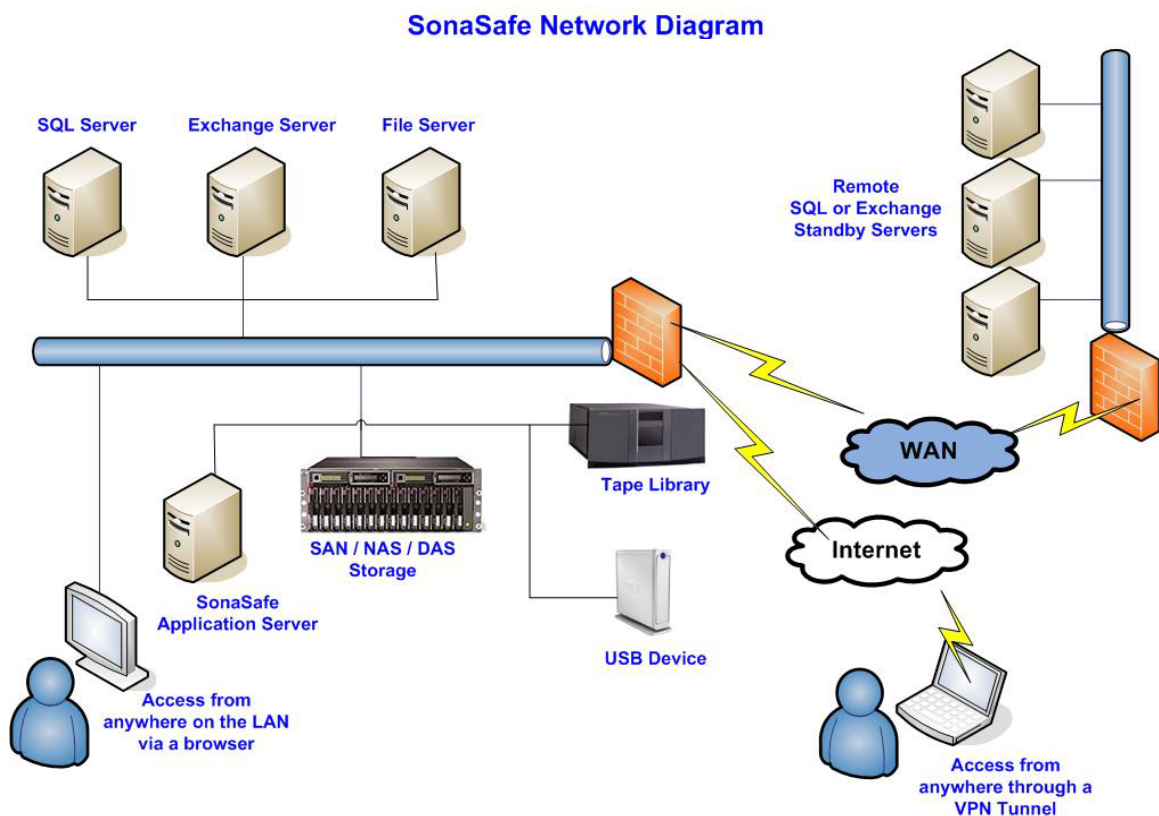 SonaSafe Network Diagram
SQL Server
Exchange Server
File Server
Remote
SQL or Exchange
Standby Servers
WAN
Tape Library
Internet
SAN / NAS / DAS
Storage
SonaSafe
Application Server
USB Device
Access from
anywhere on the LAN
via a browser
Access from
anywhere through a
VPN Tunnel